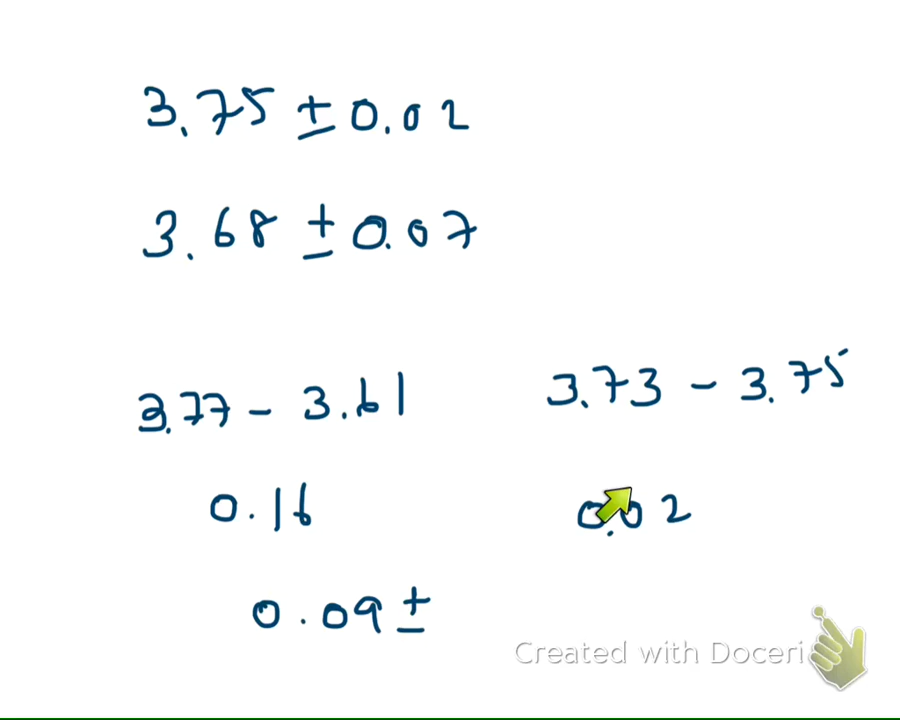 3.75 ± 0.02
3.68 ± 0.07
3.77 - 3.61
3.73 - 3.75
0.16
0.02
0.09 ±
Created with Doceri